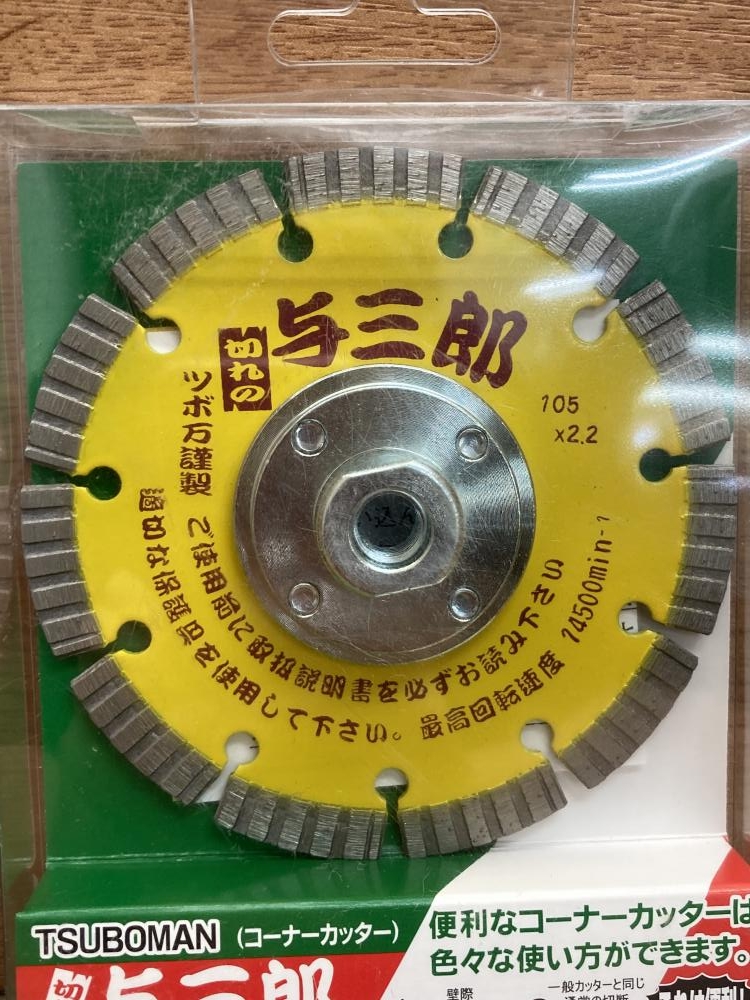 切れの
与三郎
105
x2.2
ツボ万謹製
ご使用前に取扱説明書を必ずお読み下さい
適切な保護具を使用して下さい。
最高回転速度 14500min-1
TSUBOMAN (コーナーカッター)
便利なコーナーカッターは
色々な使い方ができます。
切
与三郎
壁際
一般カッターと同じ
通常の切断